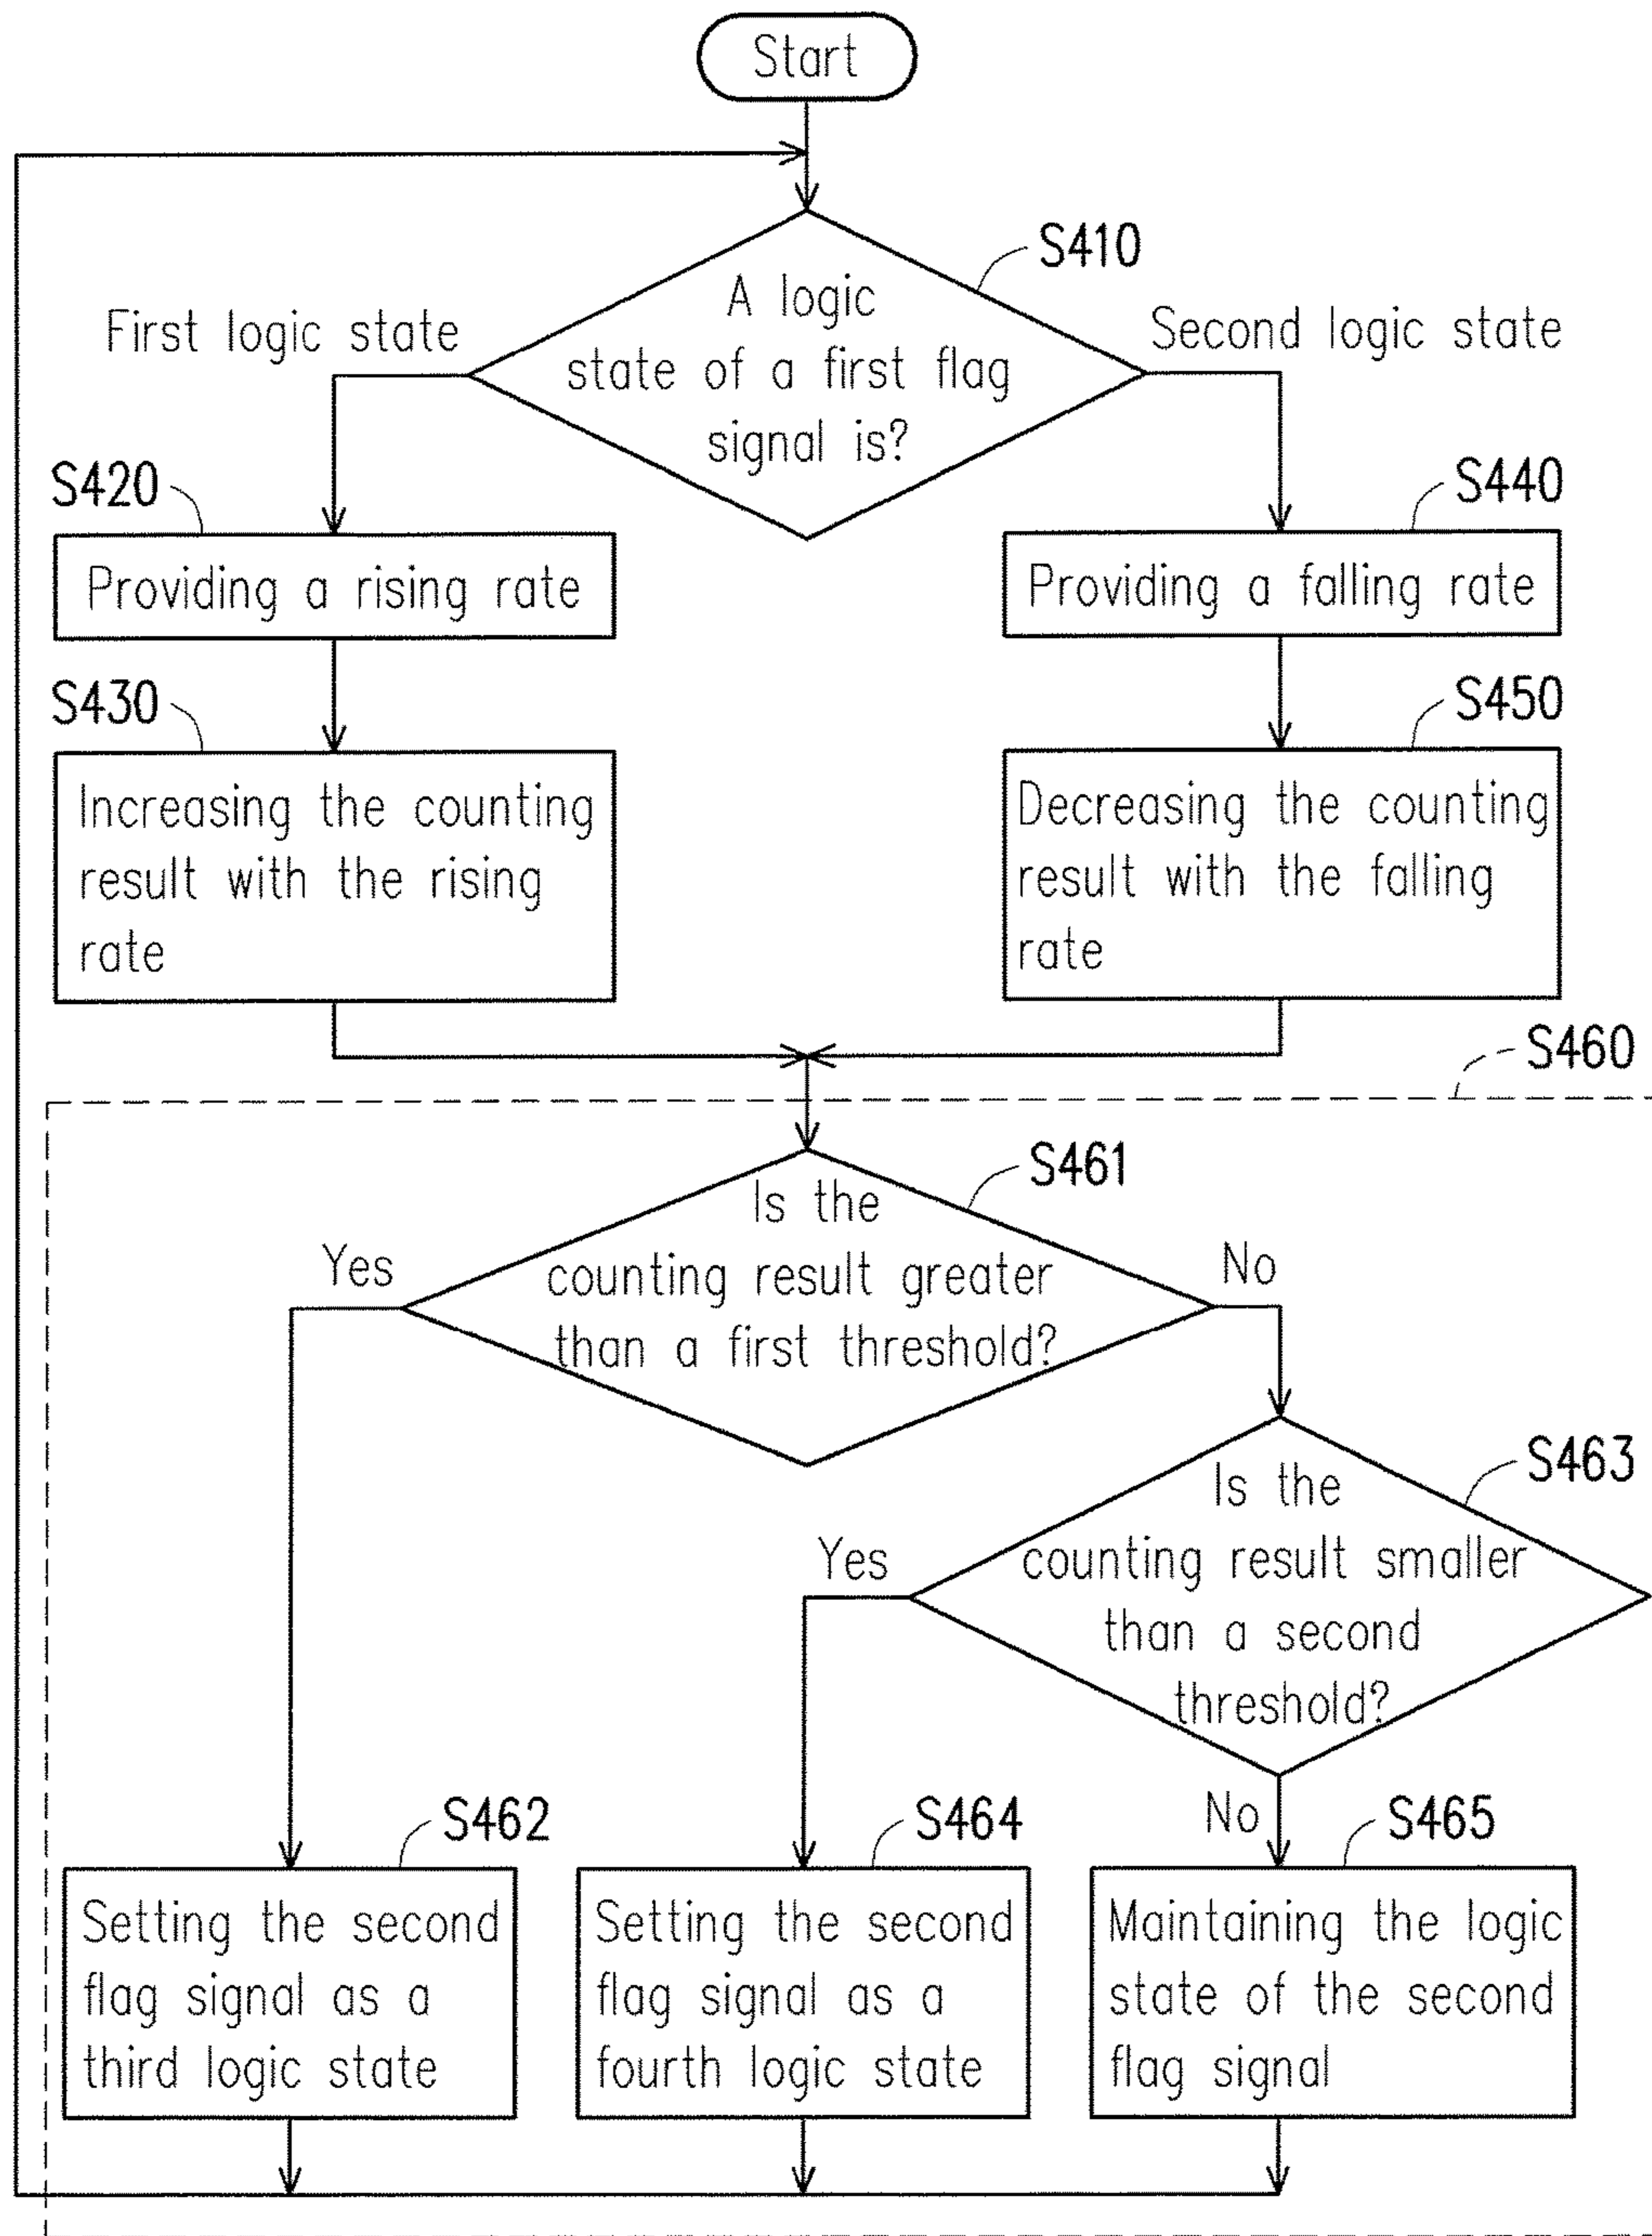 Start
S410
A logic
state of a first flag
signal is?
First logic state
Second logic state
S420
Providing a rising rate
S440
Providing a falling rate
S430
Increasing the counting
result with the rising
rate
S450
Decreasing the counting
result with the falling
rate
S460
S461
Is the
counting result greater
than a first threshold?
Yes
No
S463
Is the
counting result smaller
than a second
threshold?
Yes
No
S462
Setting the second
flag signal as a
third logic state
S464
Setting the second
flag signal as a
fourth logic state
S465
Maintaining the logic
state of the second
flag signal